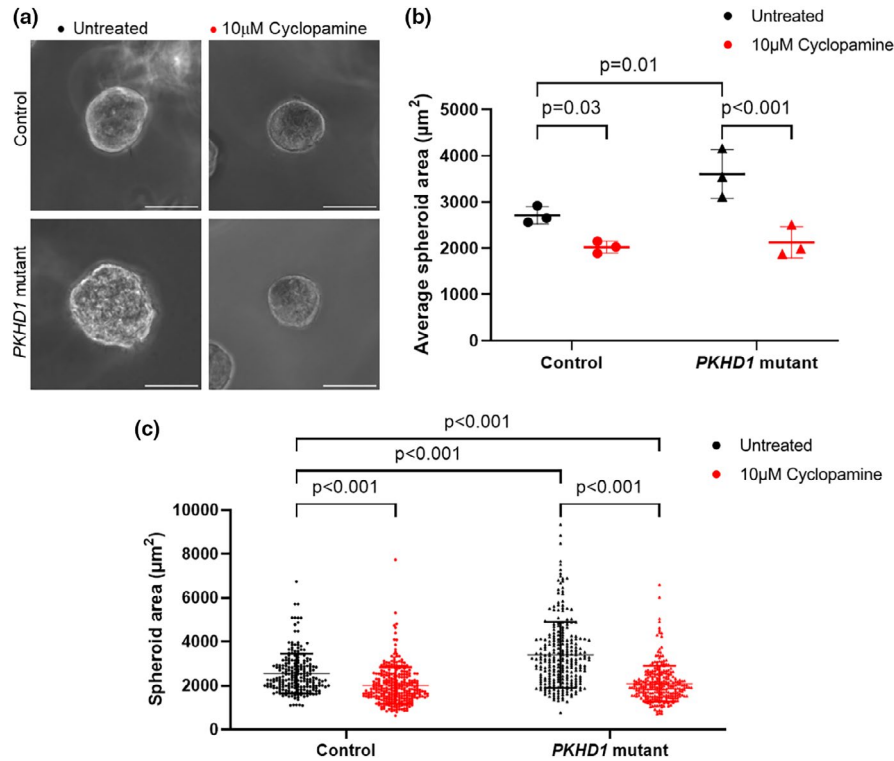 (a)
● Untreated
● 10μM Cyclopamine
Control
PKHD1 mutant
(b)
● Untreated
● 10μM Cyclopamine
p=0.01
p=0.03
p<0.001
Average spheroid area (μm²)
5000
4000
3000
2000
1000
0
Control
PKHD1 mutant
(c)
● Untreated
● 10μM Cyclopamine
p<0.001
p<0.001
p<0.001
p<0.001
Spheroid area (μm²)
10000
8000
6000
4000
2000
0
Control
PKHD1 mutant